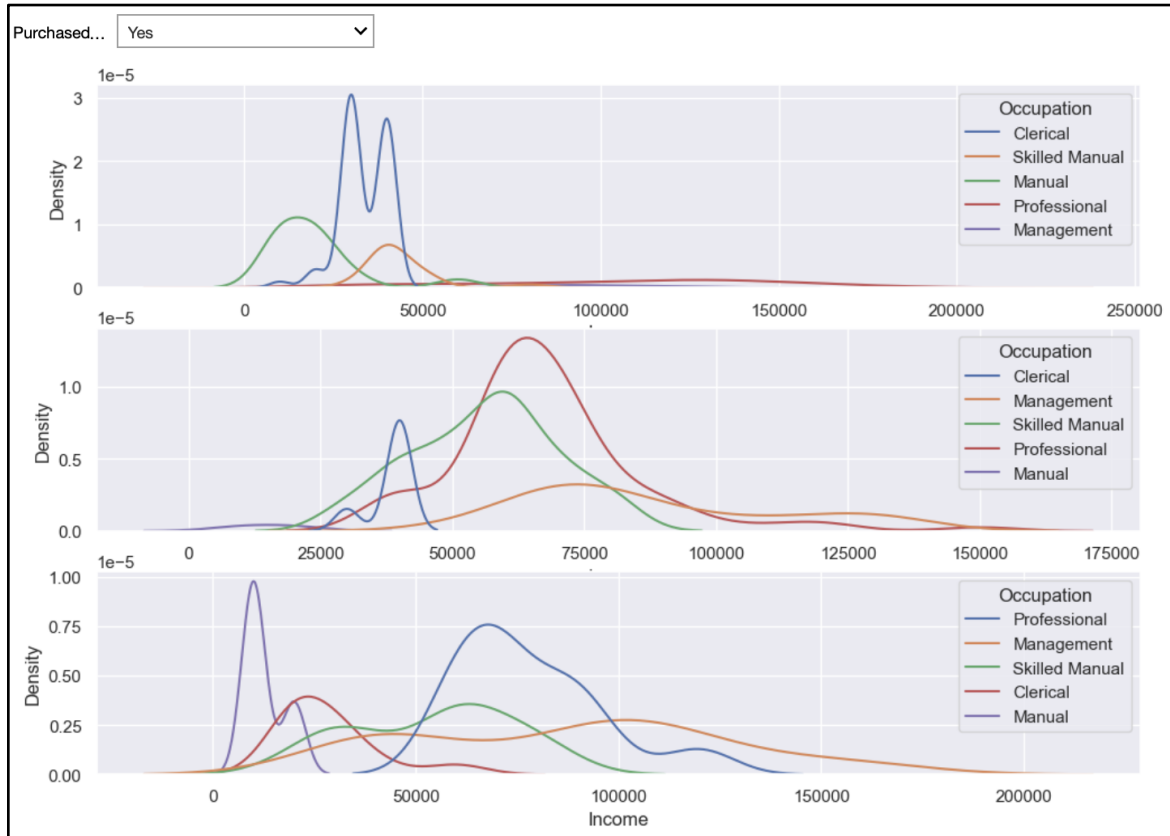 Purchased... Yes
1e−5
3
2
1
0
Density
Occupation
Clerical
Skilled Manual
Manual
Professional
Management
0 50000 100000 150000 200000 250000
1e−5
1.0
0.5
0.0
Density
Occupation
Clerical
Management
Skilled Manual
Professional
Manual
0 25000 50000 75000 100000 125000 150000 175000
1e−5
1.00
0.75
0.50
0.25
0.00
Density
Occupation
Professional
Management
Skilled Manual
Clerical
Manual
0 50000 100000 150000 200000
Income